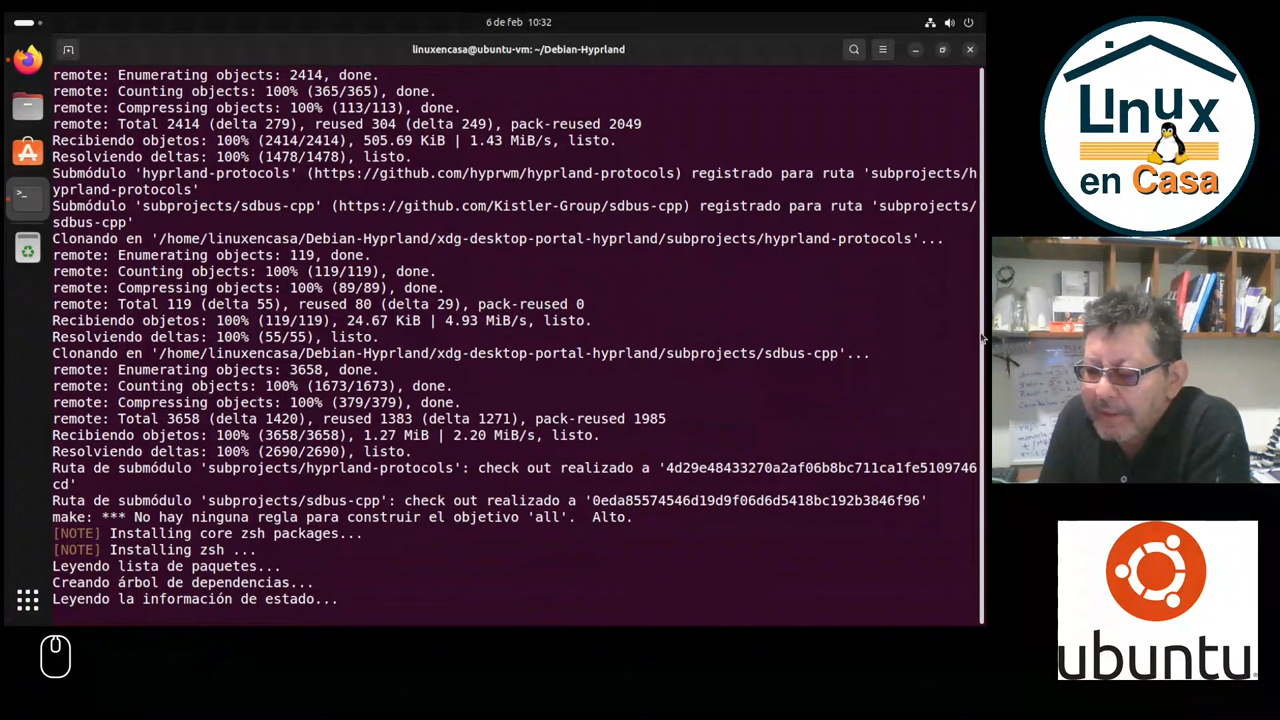 6 de feb 10:32
linuxencasa@ubuntu-vm: ~/Debian-Hyprland
remote: Enumerating objects: 2414, done.
remote: Counting objects: 100% (365/365), done.
remote: Compressing objects: 100% (113/113), done.
remote: Total 2414 (delta 279), reused 304 (delta 249), pack-reused 2049
Recibiendo objetos: 100% (2414/2414), 505.69 KiB | 1.43 MiB/s, listo.
Resolviendo deltas: 100% (1478/1478), listo.
Submódulo 'hyprland-protocols' (https://github.com/hyprwm/hyprland-protocols) registrado para ruta 'subprojects/h
yprland-protocols'
Submódulo 'subprojects/sdbus-cpp' (https://github.com/Kistler-Group/sdbus-cpp) registrado para ruta 'subprojects/
sdbus-cpp'
Clonando en '/home/linuxencasa/Debian-Hyprland/xdg-desktop-portal-hyprland/subprojects/hyprland-protocols'...
remote: Enumerating objects: 119, done.
remote: Counting objects: 100% (119/119), done.
remote: Compressing objects: 100% (89/89), done.
remote: Total 119 (delta 55), reused 80 (delta 29), pack-reused 0
Recibiendo objetos: 100% (119/119), 24.67 KiB | 4.93 MiB/s, listo.
Resolviendo deltas: 100% (55/55), listo.
Clonando en '/home/linuxencasa/Debian-Hyprland/xdg-desktop-portal-hyprland/subprojects/sdbus-cpp'...
remote: Enumerating objects: 3658, done.
remote: Counting objects: 100% (1673/1673), done.
remote: Compressing objects: 100% (379/379), done.
remote: Total 3658 (delta 1420), reused 1383 (delta 1271), pack-reused 1985
Recibiendo objetos: 100% (3658/3658), 1.27 MiB | 2.20 MiB/s, listo.
Resolviendo deltas: 100% (2690/2690), listo.
Ruta de submódulo 'subprojects/hyprland-protocols': check out realizado a '4d29e48433270a2af06b8bc711ca1fe5109746
cd'
Ruta de submódulo 'subprojects/sdbus-cpp': check out realizado a '0eda85574546d19d9f06d6d5418bc192b3846f96'
make: *** No hay ninguna regla para construir el objetivo 'all'.  Alto.
[NOTE] Installing core zsh packages...
[NOTE] Installing zsh ...
Leyendo lista de paquetes...
Creando árbol de dependencias...
Leyendo la información de estado...
Linux
en Casa
ubuntu